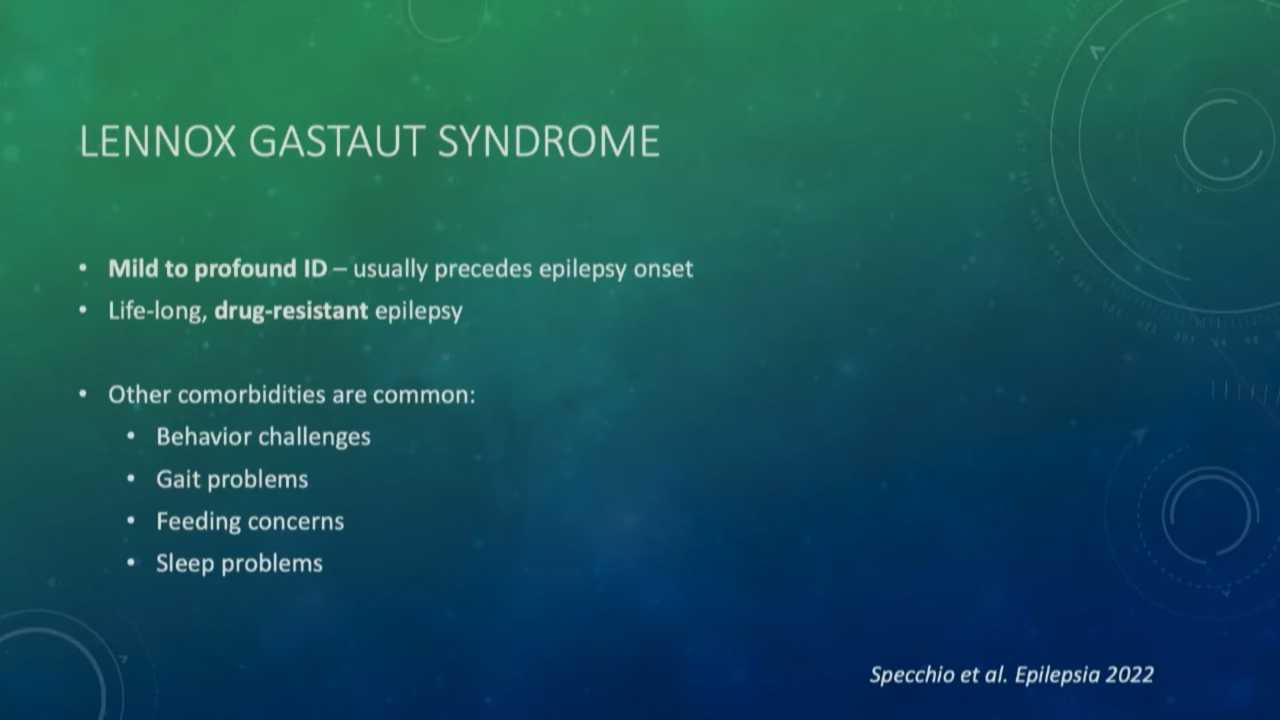 LENNOX GASTAUT SYNDROME
• Mild to profound ID – usually precedes epilepsy onset
• Life-long, drug-resistant epilepsy
• Other comorbidities are common:
• Behavior challenges
• Gait problems
• Feeding concerns
• Sleep problems
Specchio et al. Epilepsia 2022